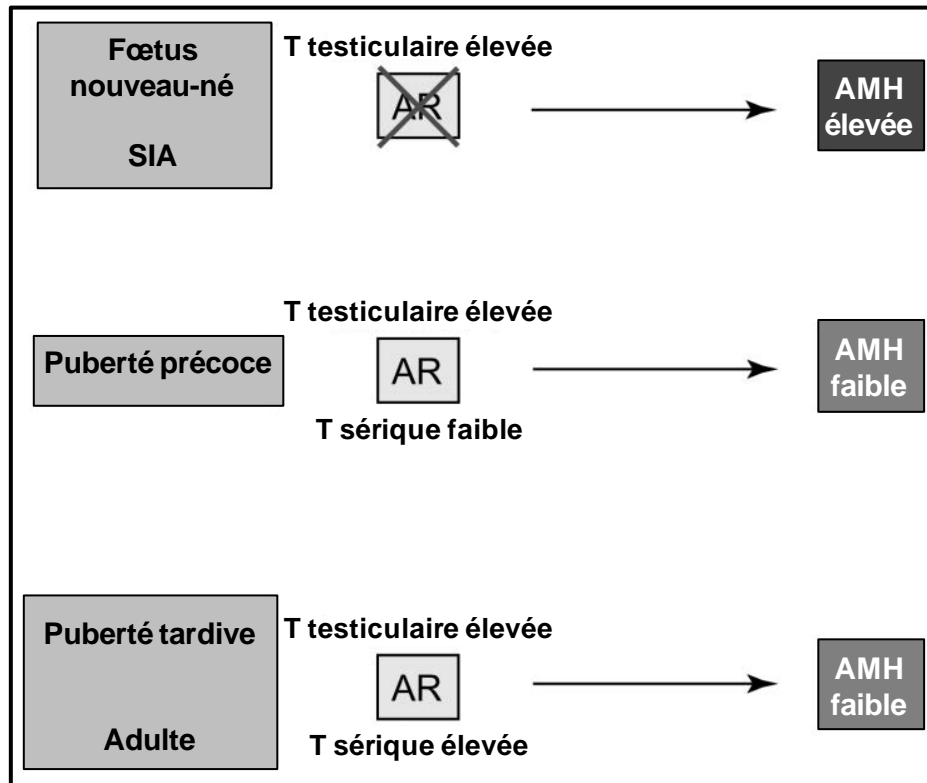 Fœtus
nouveau-né
SIA
T testiculaire élevée
AR
AMH
élevée
Puberté précoce
T testiculaire élevée
AR
T sérique faible
AMH
faible
Puberté tardive
Adulte
T testiculaire élevée
AR
T sérique élevée
AMH
faible